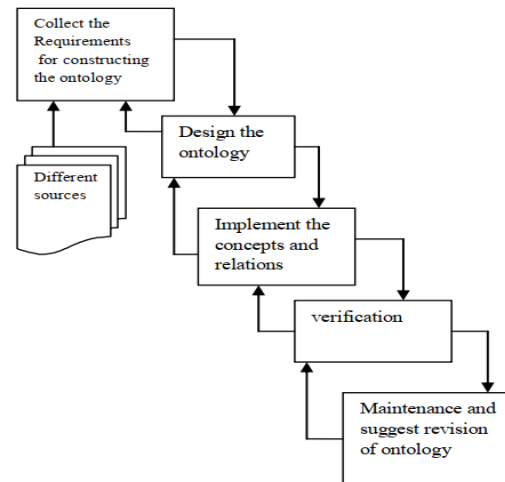 Collect the
Requirements
for constructing
the ontology
Design the
ontology
Different
sources
Implement the
concepts and
relations
verification
Maintenance and
suggest revision
of ontology